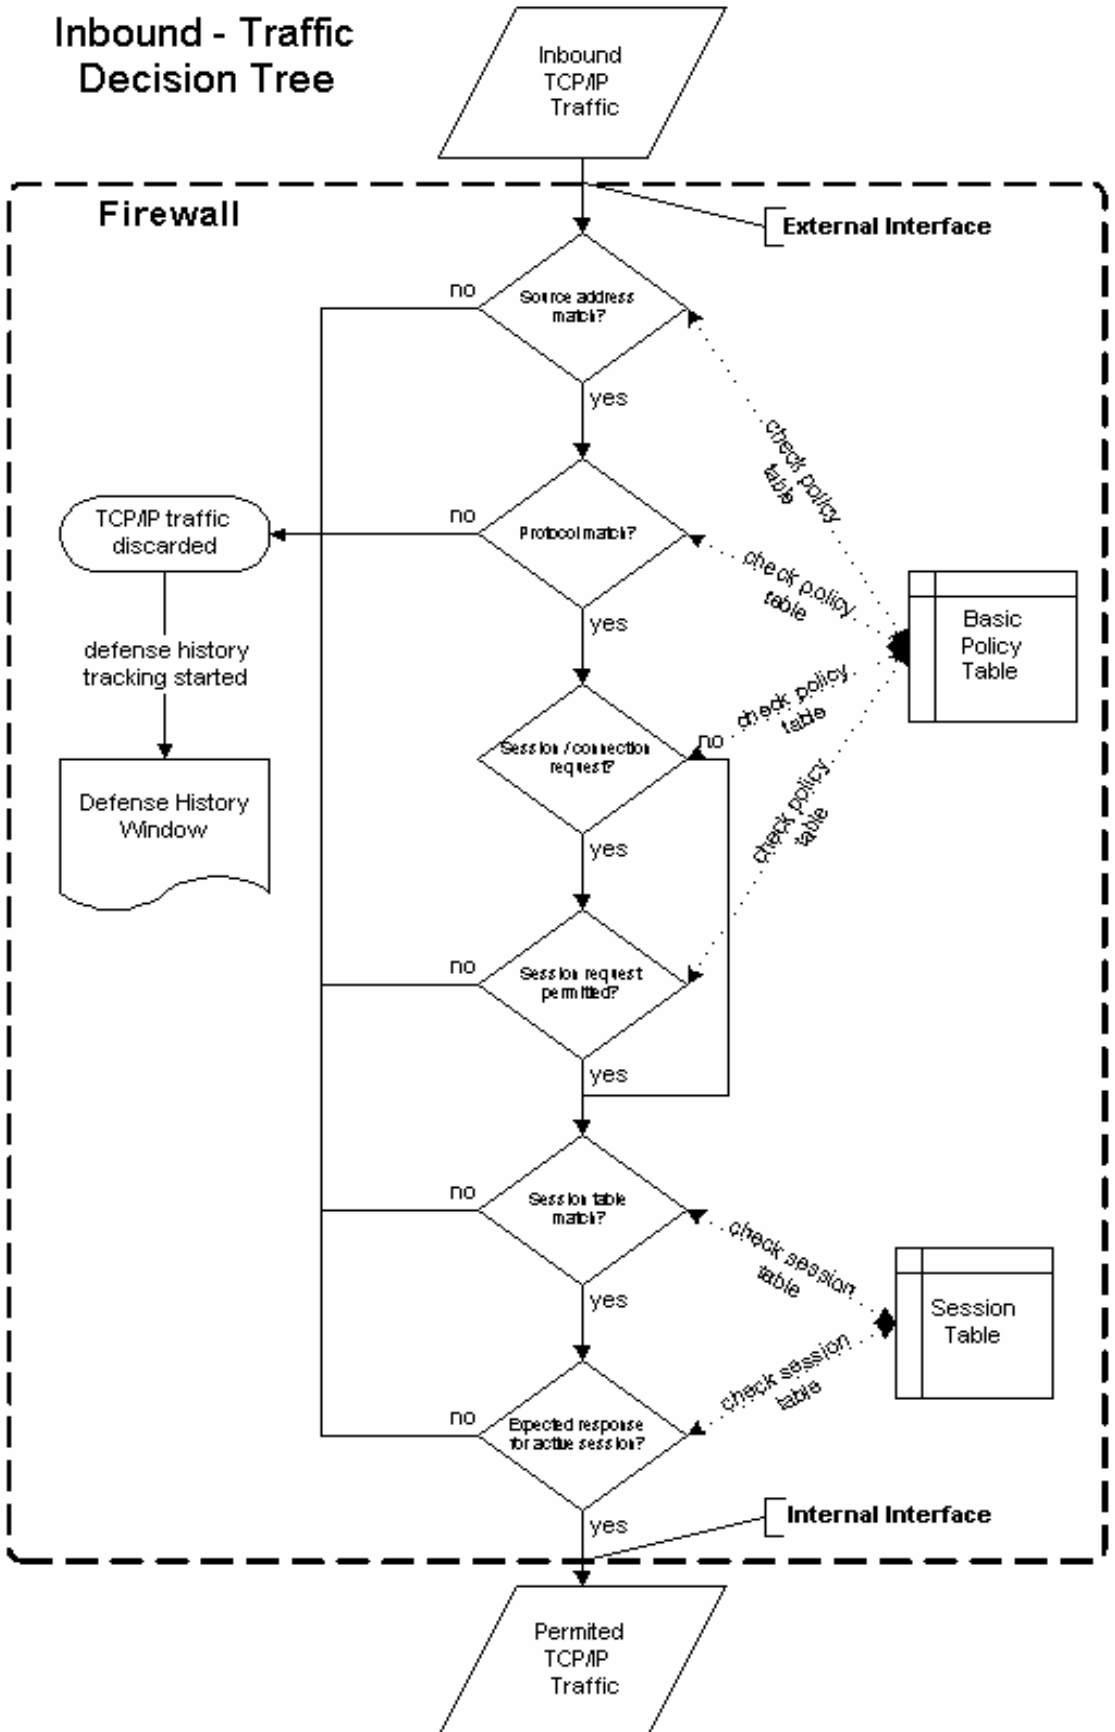 Inbound - Traffic
Decision Tree
Inbound
TCP/IP
Traffic
Firewall
External Interface
no
Source address
match?
yes
check policy
table
TCP/IP traffic
discarded
no
Protocol match?
check policy
table
yes
Basic
Policy
Table
defense history
tracking started
check policy
table
no
Session / connection
request?
Defense History
Window
check policy
table
yes
no
Session request
permitted?
yes
no
Session table
match?
check session
table
yes
Session
Table
check session
table
no
Expected response
for active session?
yes
Internal Interface
Permited
TCP/IP
Traffic